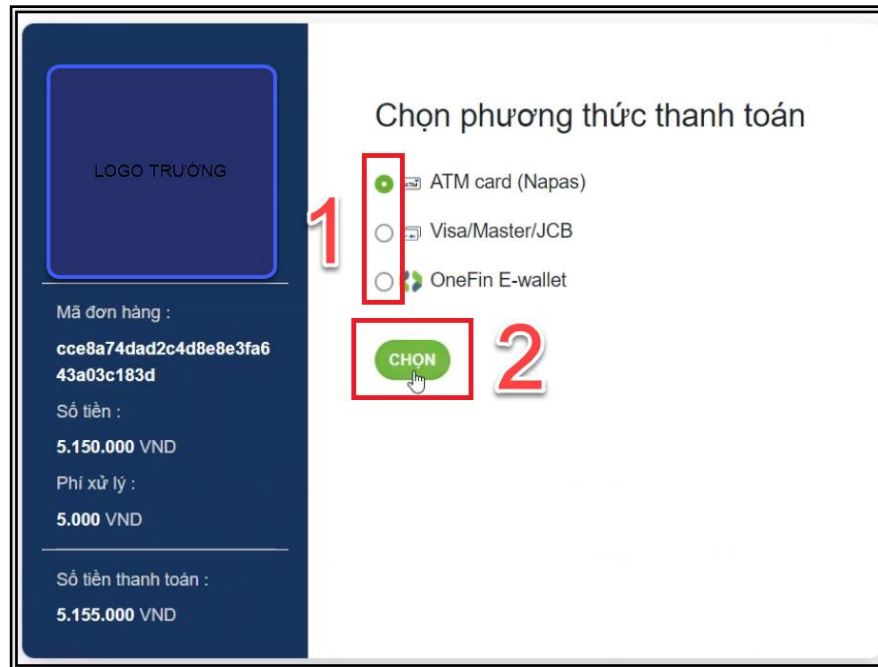 LOGO TRƯỜNG
Mã đơn hàng :
cce8a74dad2c4d8e8e3fa6
43a03c183d
Số tiền :
5.150.000 VND
Phí xử lý :
5.000 VND
Số tiền thanh toán :
5.155.000 VND
Chọn phương thức thanh toán
1
ATM card (Napas)
Visa/Master/JCB
OneFin E-wallet
CHỌN
2